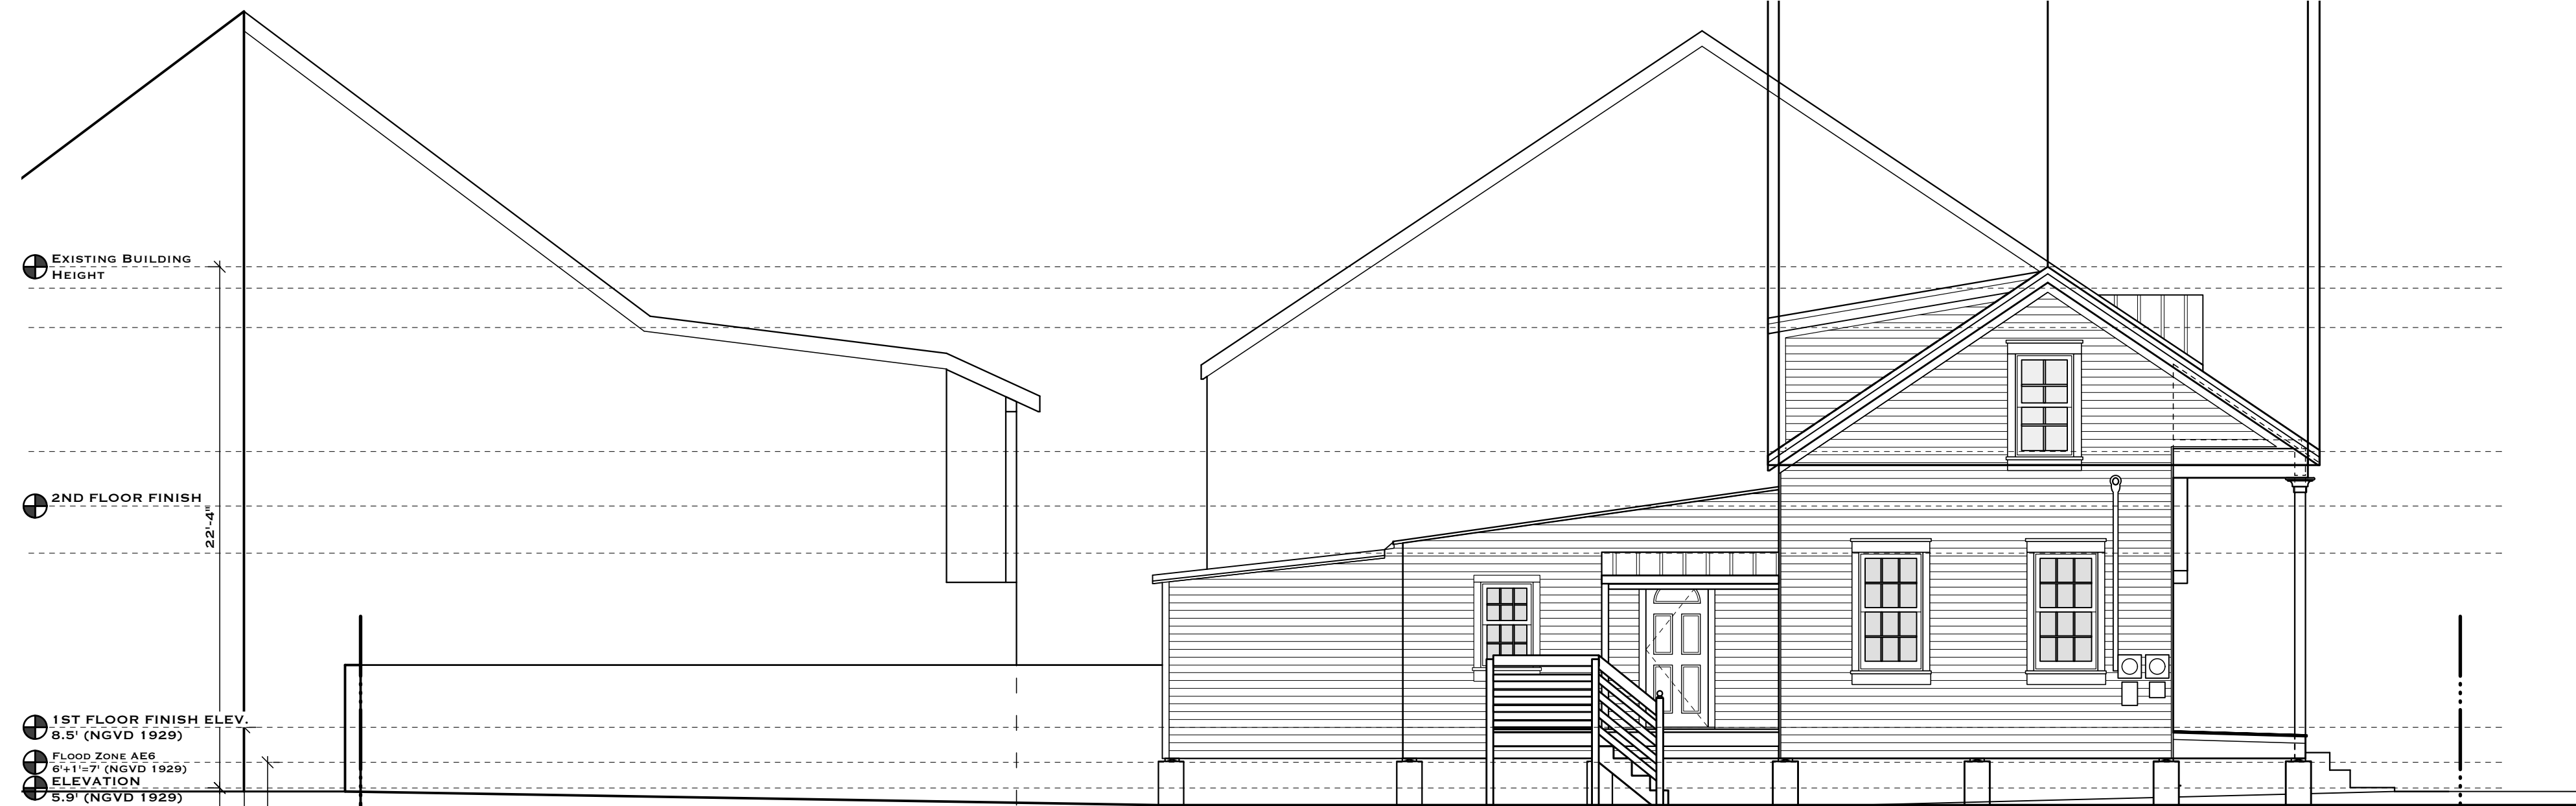 EXISTING BUILDING
HEIGHT
2ND FLOOR FINISH
22'-4"
1ST FLOOR FINISH ELEV.
8.5' (NGVD 1929)
FLOOD ZONE AE6
6'+1'=7' (NGVD 1929)
ELEVATION
5.9' (NGVD 1929)